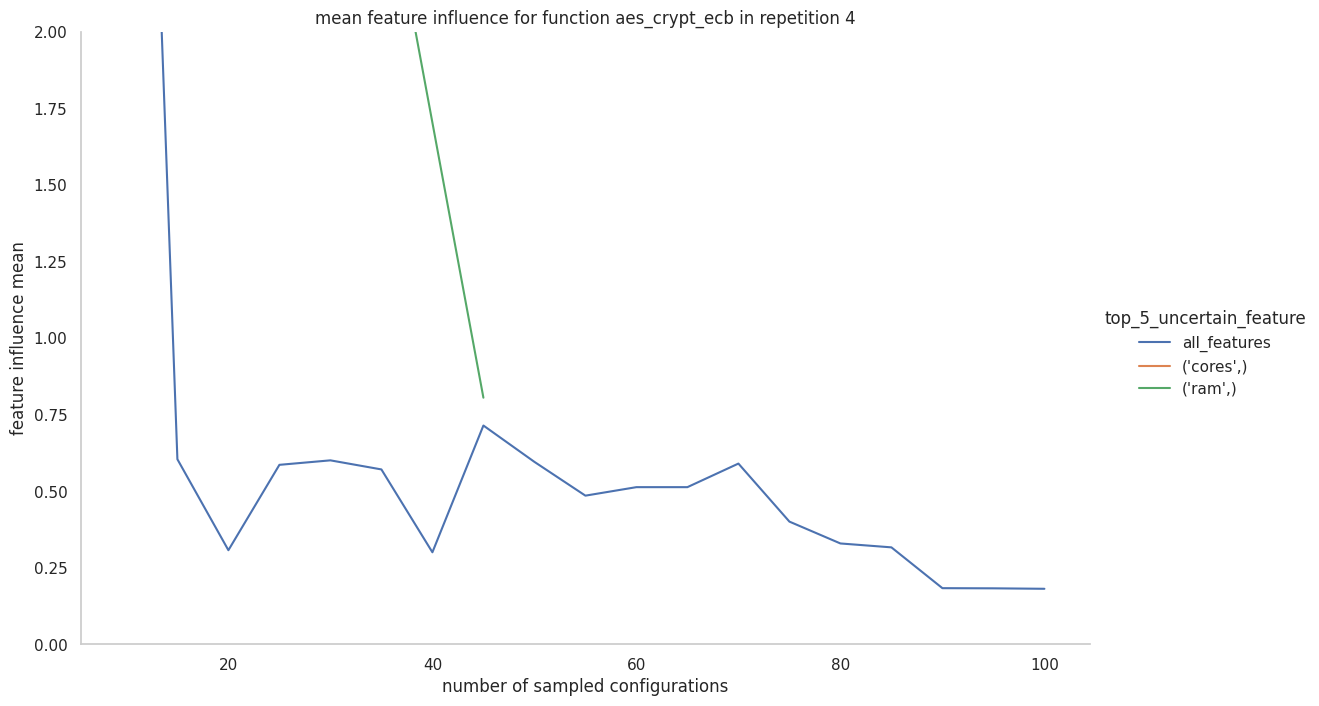 mean feature influence for function aes_crypt_ecb in repetition 4
2.00
1.75
1.50
1.25
1.00
0.75
0.50
0.25
0.00
feature influence mean
20 40 60 80 100
number of sampled configurations
top_5_uncertain_feature
all_features
('cores',)
('ram',)